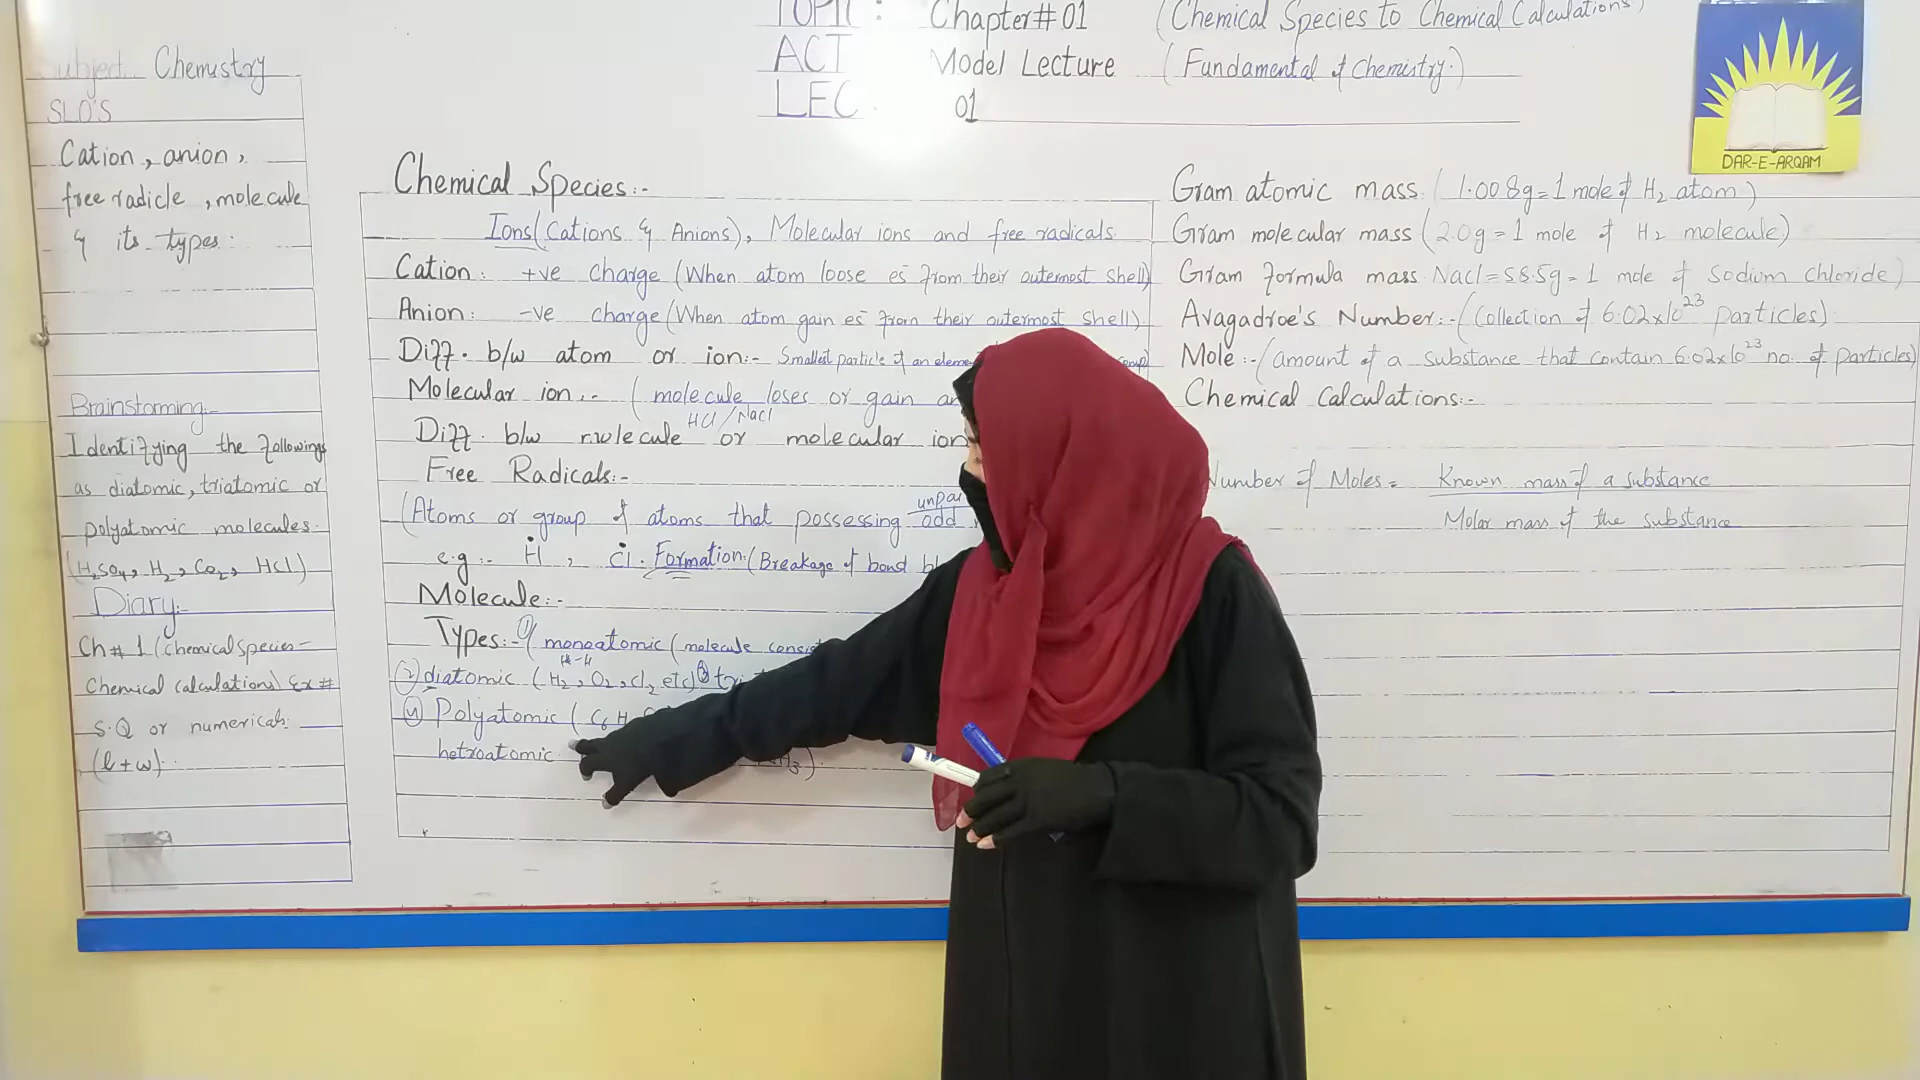 TOPIC : Chapter# 01 (Chemical Species to Chemical Calculations)
ACT Model Lecture (Fundamental of Chemistry.)
LEC. 01
DAR-E-ARQAM
Subject Chemistry
SLO'S
Cation, anion,
free radicle, molecule
& its types:
Brainstorming:-
Identifying the followings
as diatomic, triatomic or
polyatomic molecules.
(H2SO4, H2, CO2, HCl)
Diary:-
Ch# 1 (Chemical Species-
Chemical Calculations) Ex #
S.Q or numericals.
(l+w).
Chemical Species:-
Ions (Cations & Anions), Molecular ions and free radicals
Cation: +ve charge (When atom loose es- from their outermost shell)
Anion: -ve charge (When atom gain es- from their outermost shell)
Diff. b/w atom or ion:- Smallest particle of an
Molecular ion:- (molecule loses or gain
HCl/NaCl
Diff. b/w molecule or molecular ion
Free Radicals:-
(Atoms or group of atoms that possessing odd
e.g:- H, Cl. Formation:(Breakage of bond
Molecule:-
Types:- 1) monoatomic (molecule
H-H
2) diatomic (H2, O2, Cl2 etc) 3)
4) Polyatomic (
hetroatomic
Gram atomic mass (1.008g = 1 mole of H2 atom)
Gram molecular mass (2.0g = 1 mole of H2 molecule)
Gram formula mass NaCl = 58.5g = 1 mole of Sodium chloride)
Avagadroe's Number:- (Collection of 6.02x10^23 particles)
Mole:- (amount of a substance that contain 6.02x10^23 no. of particles)
Chemical Calculations:-
Number of Moles = Known mass of a substance
Molar mass of the substance